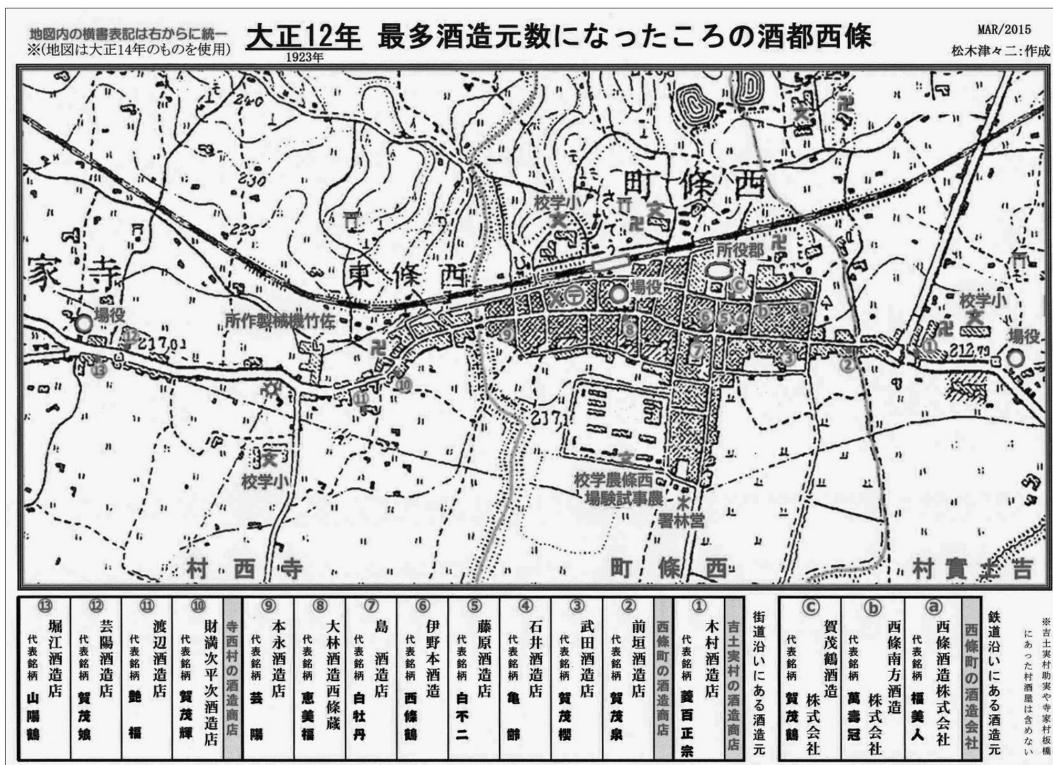 地図内の横書表記は右からに統一
※(地図は大正14年のものを使用)
大正12年 最多酒造元数になったころの酒都西條
1923年
MAR/2015
松木津々二:作成
240
230
225
西條町
小学校
さいでう
郡役所
役場
小学校
役場
寺家
西條東
役場
佐竹機械製作所
217.01
小学校
217
西條農学校
農事試験場
営林署
寺西村
西條町
吉土實村
※吉土実村助実や寺家村板橋
にあった村酒屋は含めない
鉄道沿いにある酒造元
西條町の酒造会社
ⓐ 西條酒造株式会社
代表銘柄 福美人
ⓑ 西條南方酒造
株式会社
代表銘柄 萬壽冠
ⓒ 賀茂鶴酒造
株式会社
代表銘柄 賀茂鶴
街道沿いにある酒造元
吉土実村の酒造商店
① 木村酒造店
代表銘柄 菱百正宗
西條町の酒造商店
② 前垣酒造店
代表銘柄 賀茂泉
③ 武田酒造店
代表銘柄 賀茂櫻
④ 石井酒造店
代表銘柄 亀齢
⑤ 藤原酒造店
代表銘柄 白不二
⑥ 伊野本酒造
代表銘柄 西條鶴
⑦ 島 酒造店
代表銘柄 白牡丹
⑧ 大林酒造西條蔵
代表銘柄 恵美福
⑨ 本永酒造店
代表銘柄 芸陽
寺西村の酒造商店
⑩ 財満次平次酒造店
代表銘柄 賀茂輝
⑪ 渡辺酒造店
代表銘柄 艶福
⑫ 芸陽酒造店
代表銘柄 賀茂娘
⑬ 堀江酒造店
代表銘柄 山陽鶴